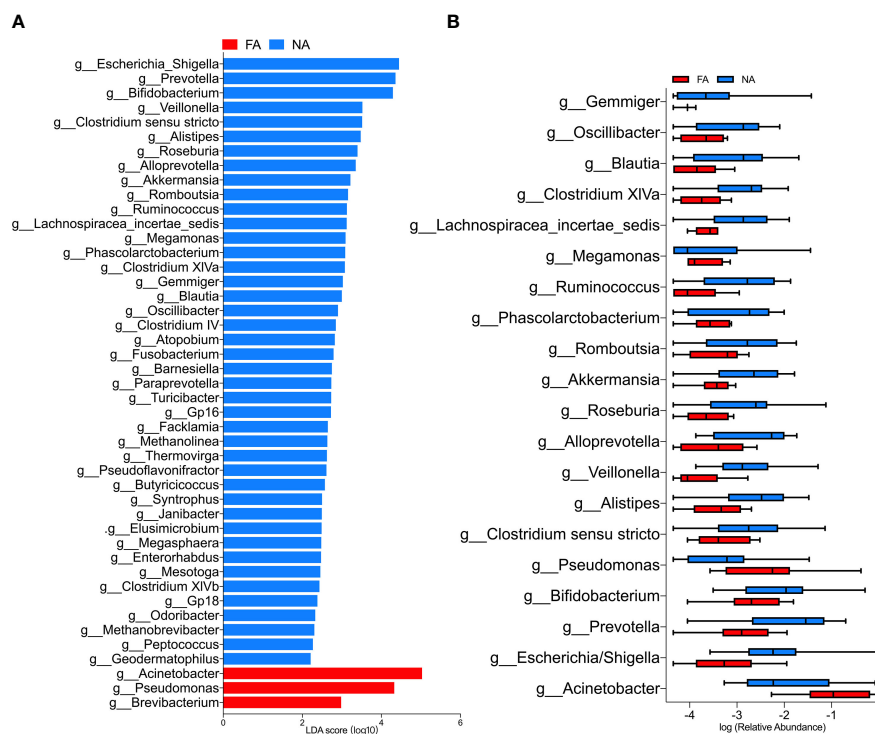 A
FA NA
g__Escherichia_Shigella
g__Prevotella
g__Bifidobacterium
g__Veillonella
g__Clostridium sensu stricto
g__Alistipes
g__Roseburia
g__Alloprevotella
g__Akkermansia
g__Romboutsia
g__Ruminococcus
g__Lachnospiracea_incertae_sedis
g__Megamonas
g__Phascolarctobacterium
g__Clostridium XlVa
g__Gemmiger
g__Blautia
g__Oscillibacter
g__Clostridium IV
g__Atopobium
g__Fusobacterium
g__Barnesiella
g__Paraprevotella
g__Turicibacter
g__Gp16
g__Facklamia
g__Methanolinea
g__Thermovirga
g__Pseudoflavonifractor
g__Butyricicoccus
g__Syntrophus
g__Janibacter
.g__Elusimicrobium
g__Megasphaera
g__Enterorhabdus
g__Mesotoga
g__Clostridium XlVb
g__Gp18
g__Odoribacter
g__Methanobrevibacter
g__Peptococcus
g__Geodermatophilus
g__Acinetobacter
g__Pseudomonas
g__Brevibacterium
0 2 4 6
LDA score (log10)
B
FA NA
g__Gemmiger
g__Oscillibacter
g__Blautia
g__Clostridium XlVa
g__Lachnospiracea_incertae_sedis
g__Megamonas
g__Ruminococcus
g__Phascolarctobacterium
g__Romboutsia
g__Akkermansia
g__Roseburia
g__Alloprevotella
g__Veillonella
g__Alistipes
g__Clostridium sensu stricto
g__Pseudomonas
g__Bifidobacterium
g__Prevotella
g__Escherichia/Shigella
g__Acinetobacter
-4 -3 -2 -1
log (Relative Abundance)